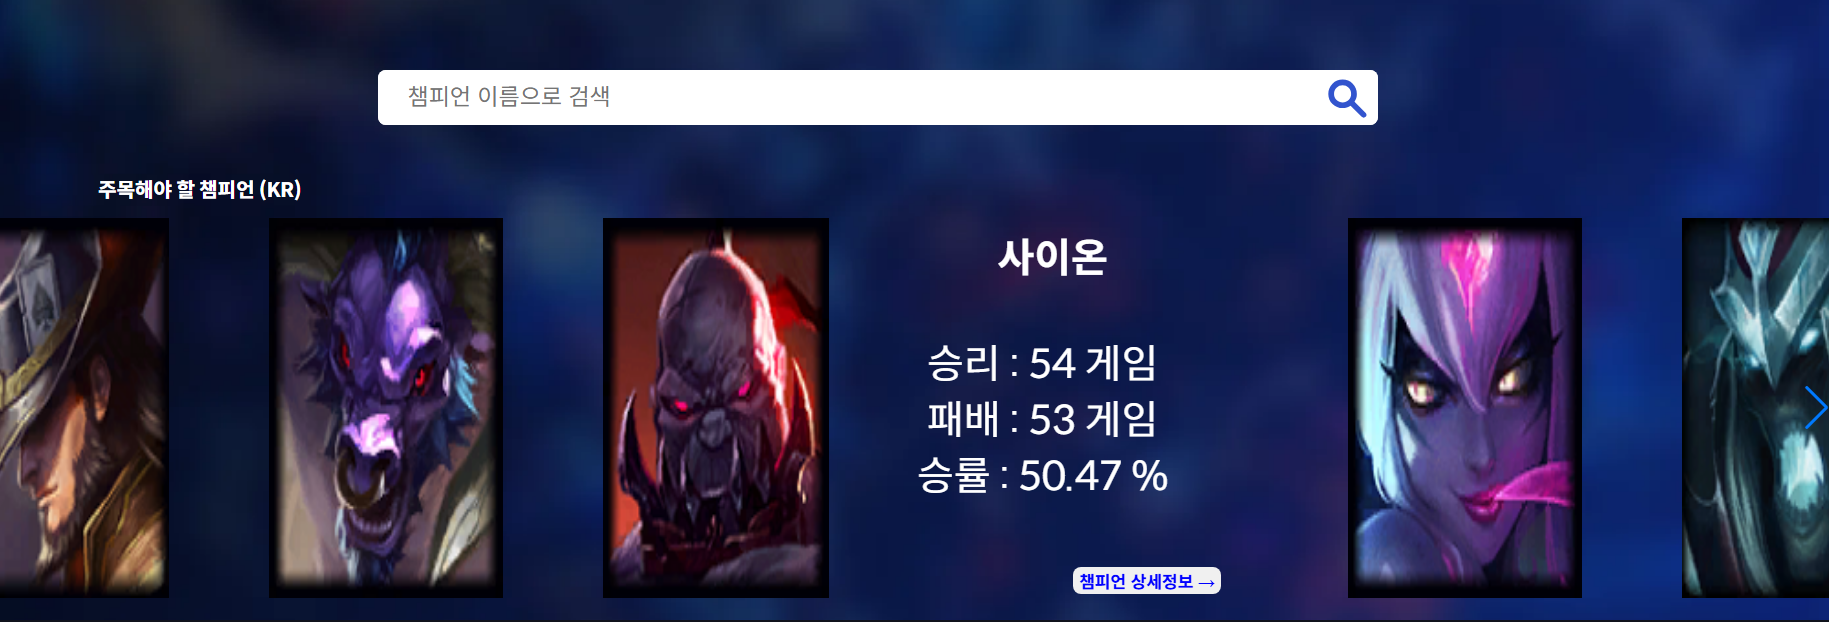 챔피언 이름으로 검색
주목해야 할 챔피언 (KR)
사이온
승리 : 54 게임
패배 : 53 게임
승률 : 50.47 %
챔피언 상세정보 →